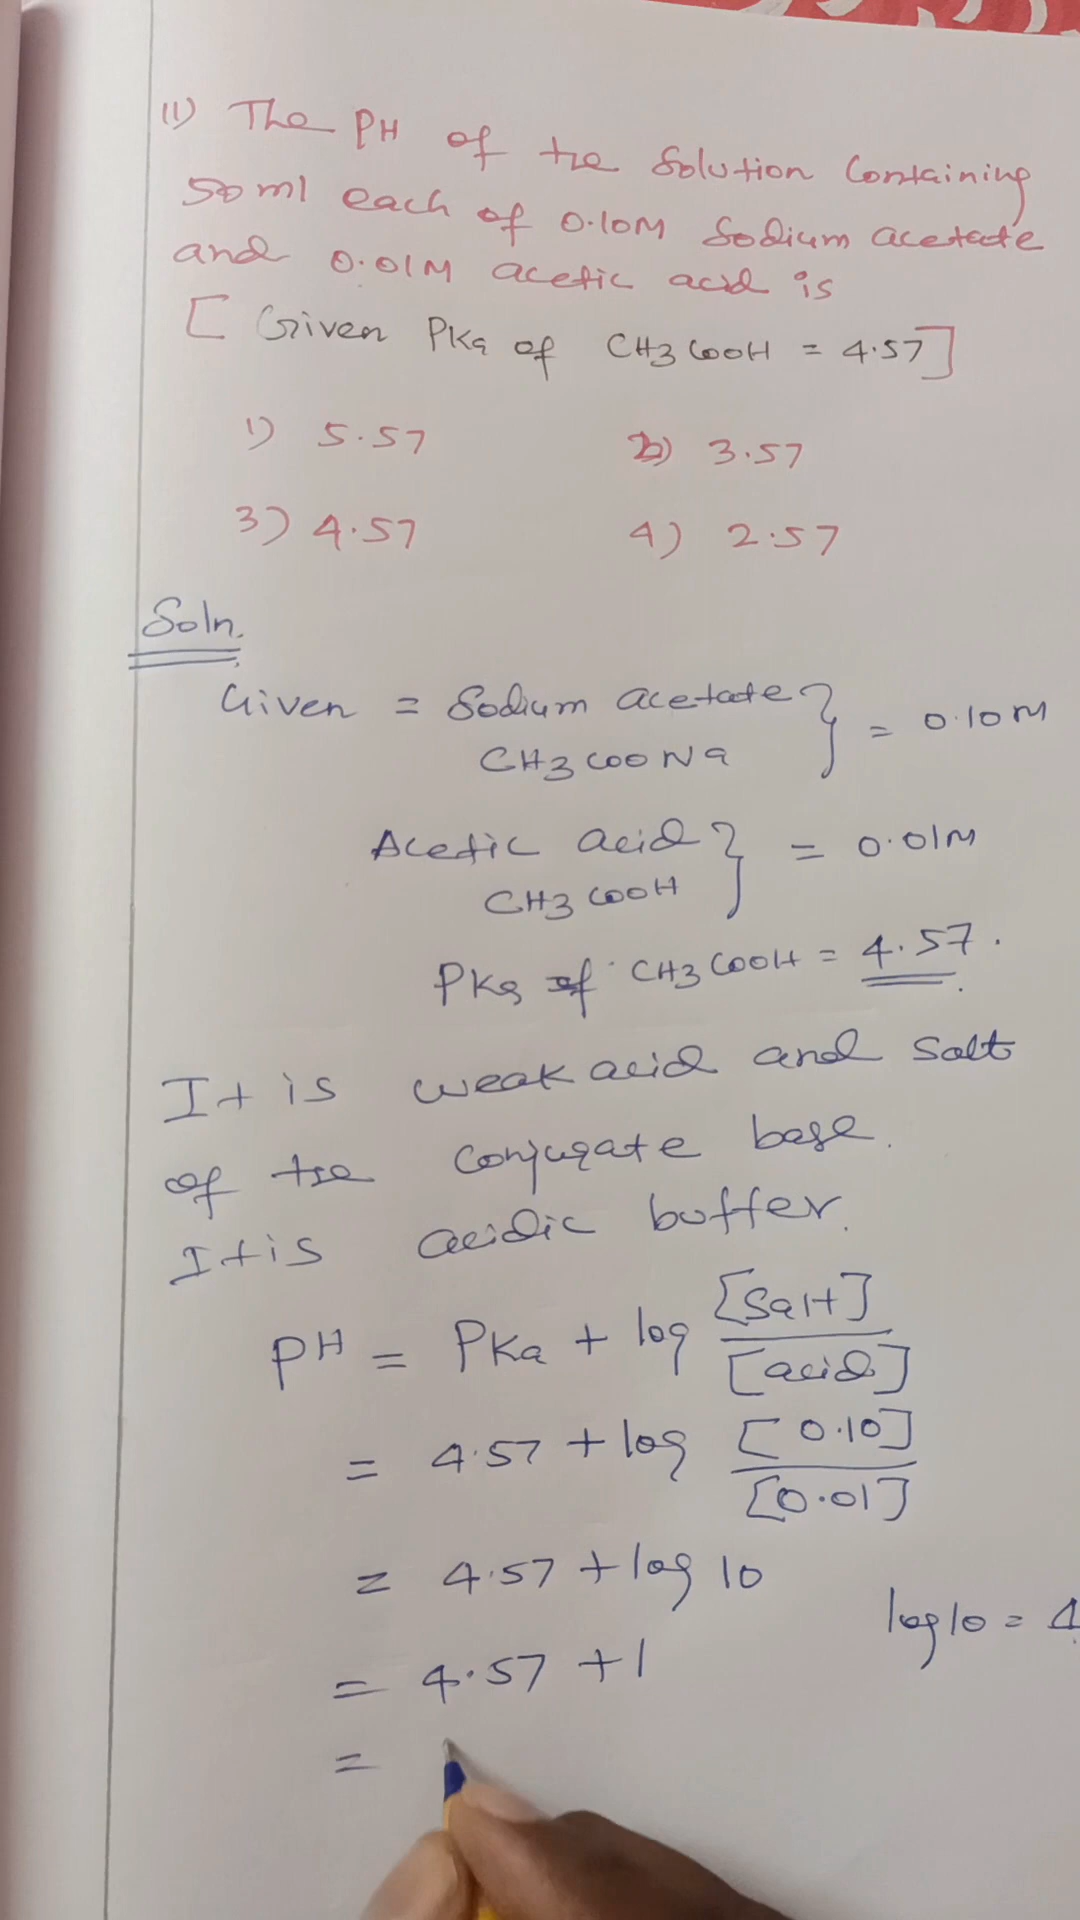 11) The PH of the Solution Containing
50 ml each of 0.10M Sodium acetate
and 0.01M acetic acid is
[ Given PKa of CH3COOH = 4.57]
1) 5.57 2) 3.57
3) 4.57 4) 2.57
Soln.
Given = Sodium acetate } = 0.10M
CH3COONa
Acetic acid } = 0.01M
CH3COOH
PKa of CH3COOH = 4.57.
It is weak acid and Salt
of the Conjugate base.
It is acidic buffer.
PH = PKa + log [Salt]
[acid]
= 4.57 + log [0.10]
[0.01]
= 4.57 + log 10
log 10 = 1
= 4.57 + 1
=